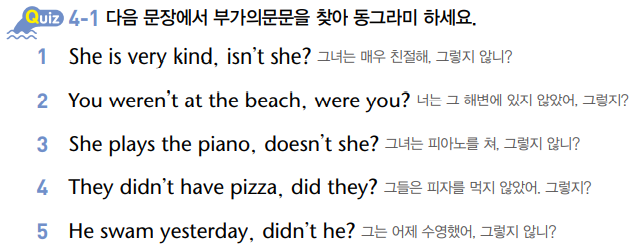 Quiz 4-1 다음 문장에서 부가의문문을 찾아 동그라미 하세요.
1 She is very kind, isn't she? 그녀는 매우 친절해, 그렇지 않니?
2 You weren't at the beach, were you? 너는 그 해변에 있지 않았어, 그렇지?
3 She plays the piano, doesn't she? 그녀는 피아노를 쳐, 그렇지 않니?
4 They didn't have pizza, did they? 그들은 피자를 먹지 않았어, 그렇지?
5 He swam yesterday, didn't he? 그는 어제 수영했어, 그렇지 않니?